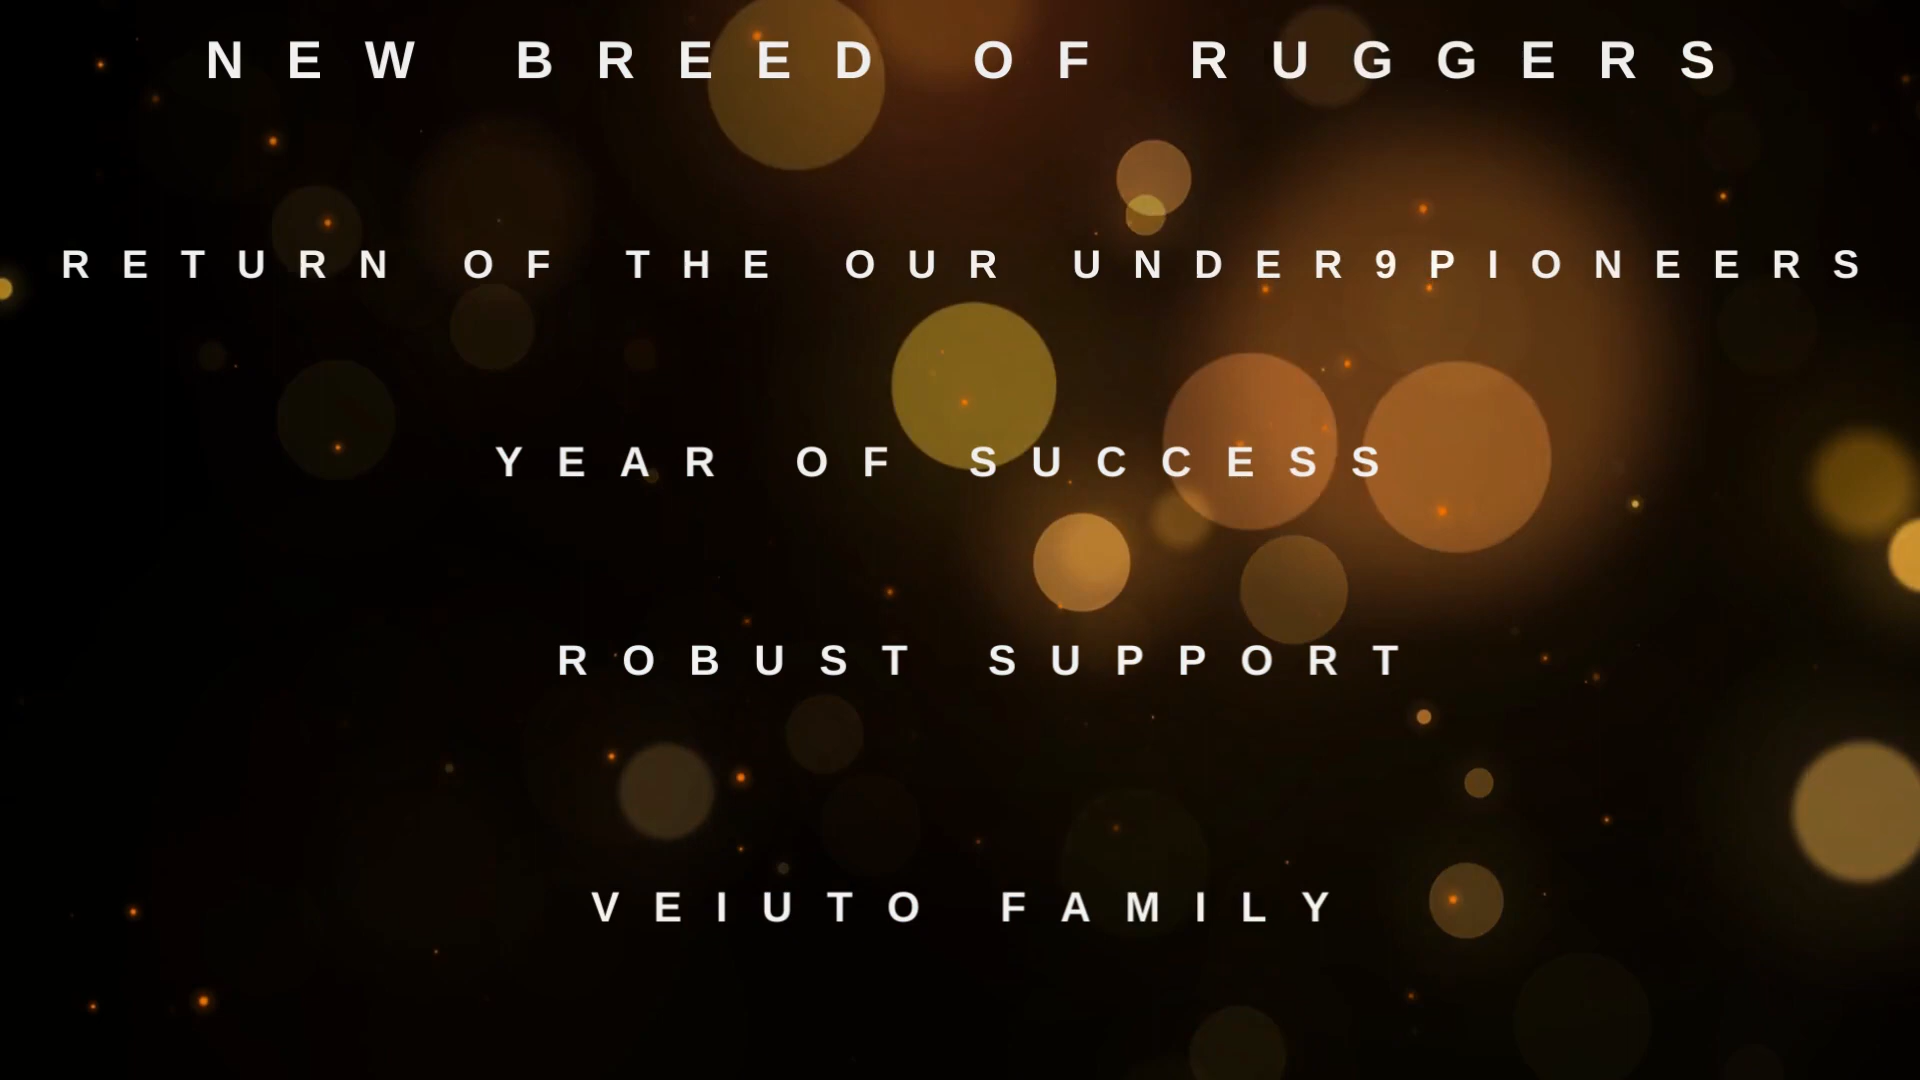 NEW BREED OF RUGGERS
RETURN OF THE OUR UNDER9PIONEERS
YEAR OF SUCCESS
ROBUST SUPPORT
VEIUTO FAMILY